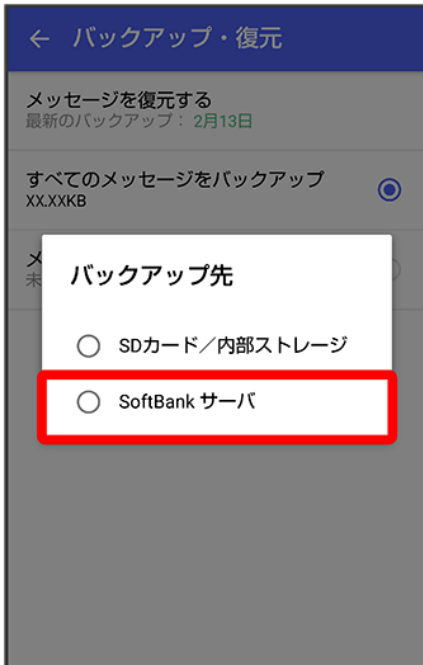 ← バックアップ・復元
メッセージを復元する
最新のバックアップ： 2月13日
すべてのメッセージをバックアップ
XX.XXKB
メ
未
バックアップ先
SDカード／内部ストレージ
SoftBank サーバ